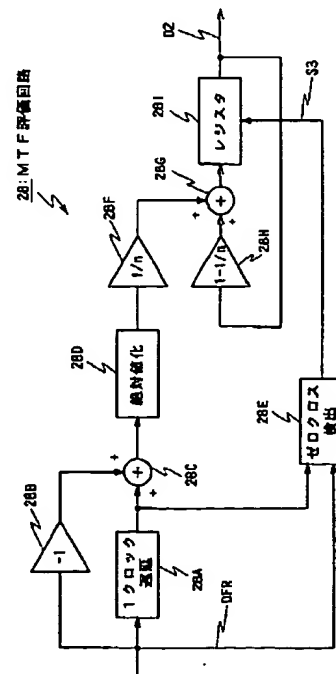 28:MTF評価回路
28B
-1
1クロック
遅延
28A
DFR
+
+
28C
絶対値化
28D
1/n
28F
+
+
28G
1-1/n
28H
レジスタ
28I
D2
S3
ゼロクロス
検出
28E